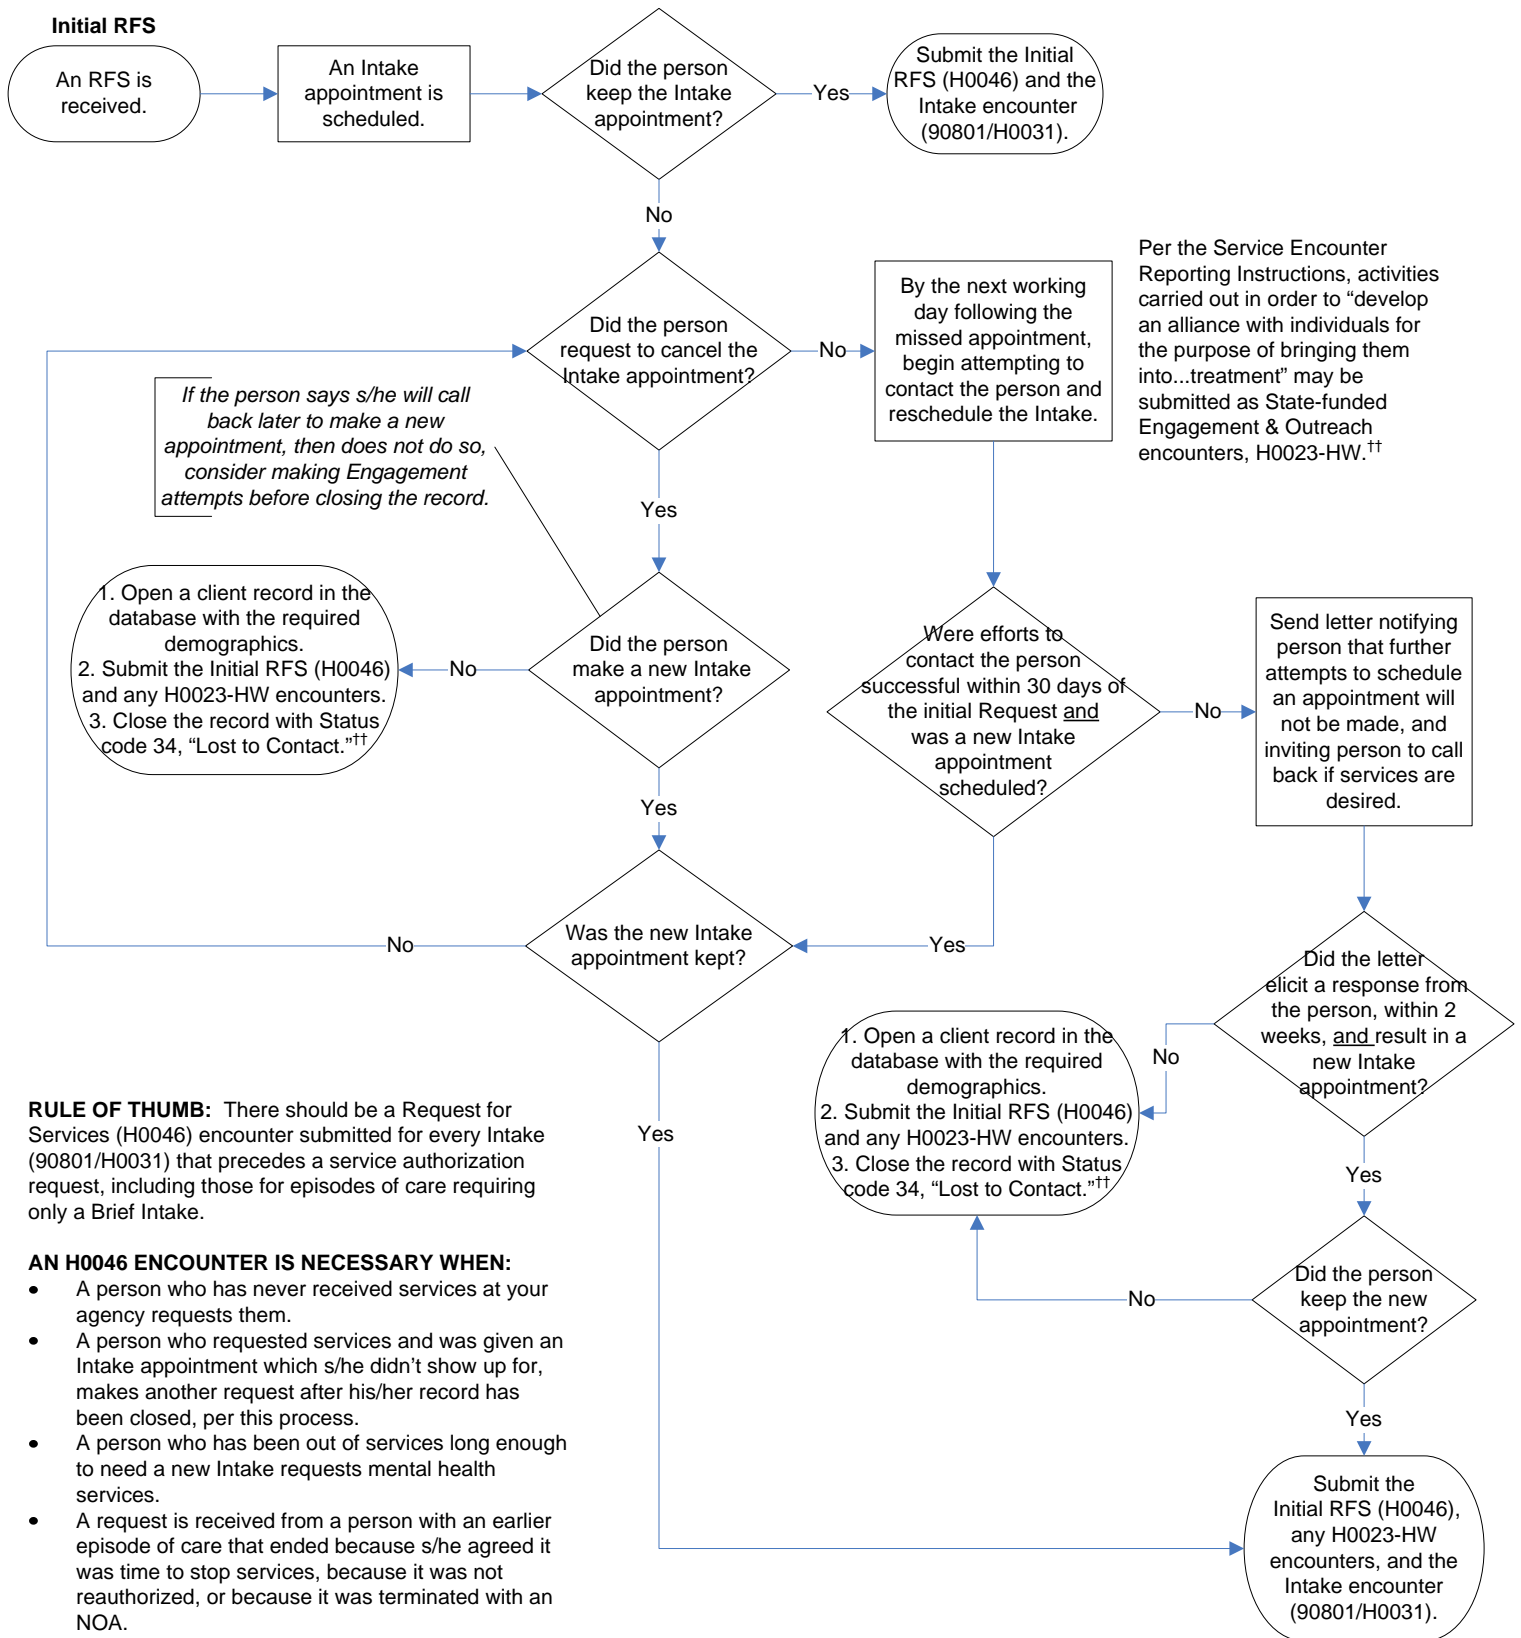 Initial RFS
An RFS is
received.
An Intake
appointment is
scheduled.
Did the person
keep the Intake
appointment?
Yes
Submit the Initial
RFS (H0046) and the
Intake encounter
(90801/H0031).
No
Did the person
request to cancel the
Intake appointment?
No
By the next working
day following the
missed appointment,
begin attempting to
contact the person and
reschedule the Intake.
Per the Service Encounter
Reporting Instructions, activities
carried out in order to “develop
an alliance with individuals for
the purpose of bringing them
into...treatment” may be
submitted as State-funded
Engagement & Outreach
encounters, H0023-HW.††
If the person says s/he will call
back later to make a new
appointment, then does not do so,
consider making Engagement
attempts before closing the record.
Yes
1. Open a client record in the
database with the required
demographics.
2. Submit the Initial RFS (H0046)
and any H0023-HW encounters.
3. Close the record with Status
code 34, “Lost to Contact.”††
No
Did the person
make a new Intake
appointment?
Were efforts to
contact the person
successful within 30 days of
the initial Request and
was a new Intake
appointment
scheduled?
No
Send letter notifying
person that further
attempts to schedule
an appointment will
not be made, and
inviting person to call
back if services are
desired.
Yes
No
Was the new Intake
appointment kept?
Yes
Did the letter
elicit a response from
the person, within 2
weeks, and result in a
new Intake
appointment?
No
1. Open a client record in the
database with the required
demographics.
2. Submit the Initial RFS (H0046)
and any H0023-HW encounters.
3. Close the record with Status
code 34, “Lost to Contact.”††
Yes
Yes
Did the person
keep the new
appointment?
No
Yes
Submit the
Initial RFS (H0046),
any H0023-HW
encounters, and the
Intake encounter
(90801/H0031).
RULE OF THUMB: There should be a Request for
Services (H0046) encounter submitted for every Intake
(90801/H0031) that precedes a service authorization
request, including those for episodes of care requiring
only a Brief Intake.
AN H0046 ENCOUNTER IS NECESSARY WHEN:
• A person who has never received services at your
agency requests them.
• A person who requested services and was given an
Intake appointment which s/he didn’t show up for,
makes another request after his/her record has
been closed, per this process.
• A person who has been out of services long enough
to need a new Intake requests mental health
services.
• A request is received from a person with an earlier
episode of care that ended because s/he agreed it
was time to stop services, because it was not
reauthorized, or because it was terminated with an
NOA.